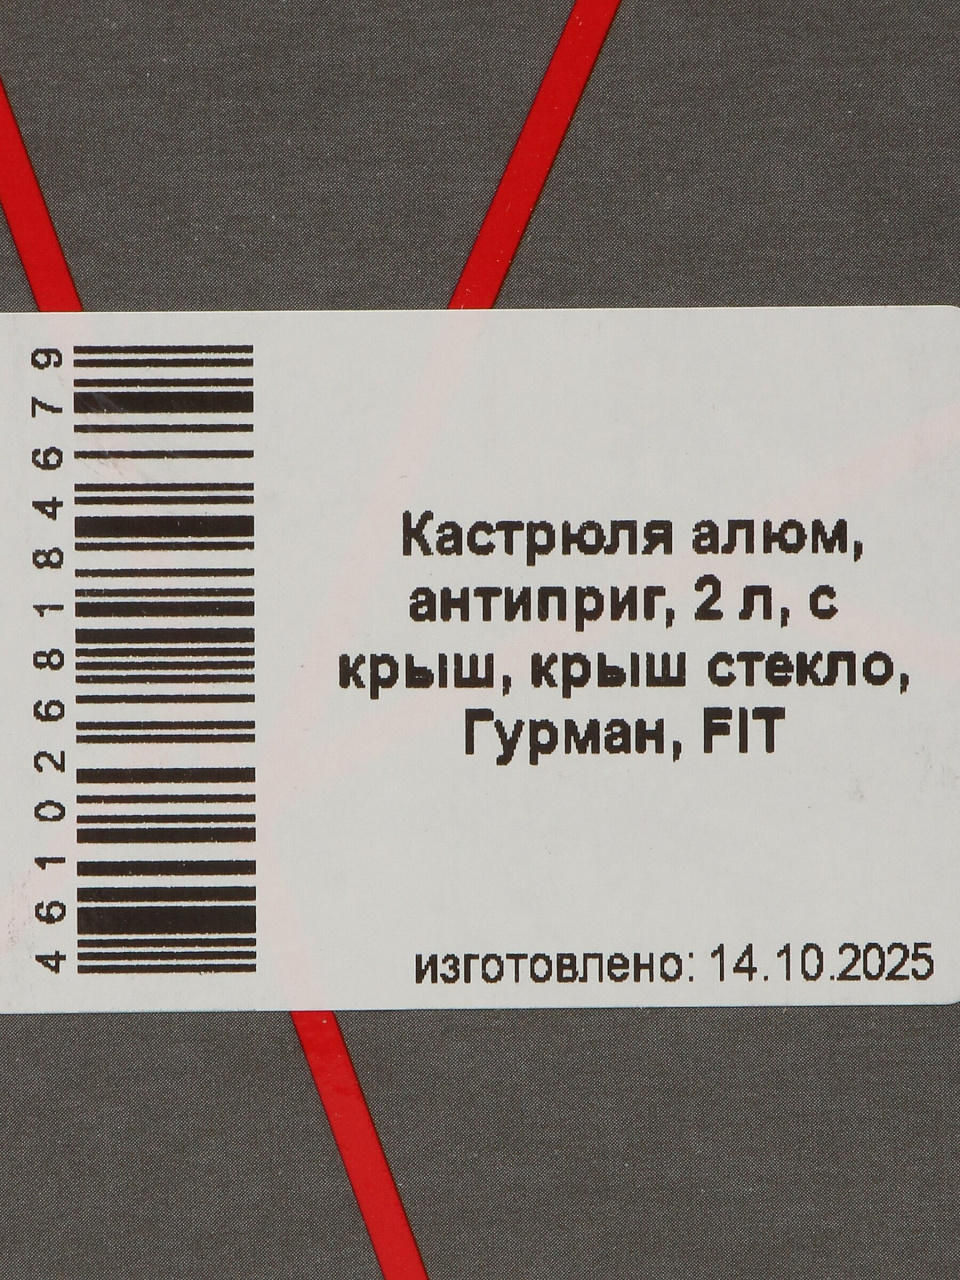 4610268184679
Кастрюля алюм,
антиприг, 2 л, с
крыш, крыш стекло,
Гурман, FIT
изготовлено: 14.10.2025